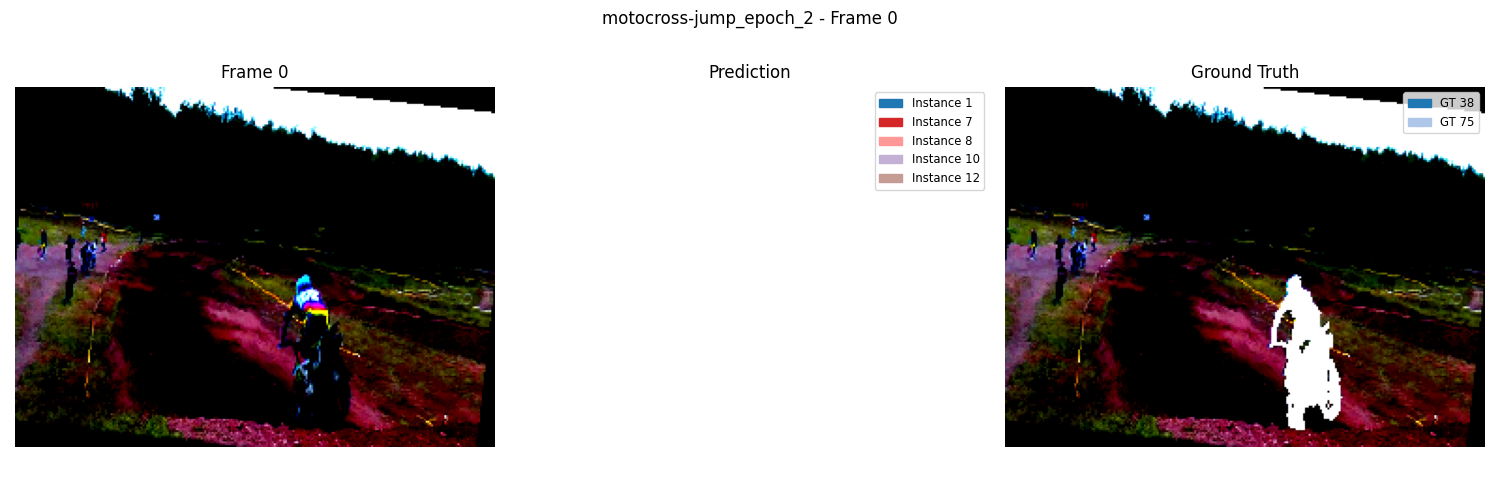 motocross-jump_epoch_2 - Frame 0
Frame 0
Prediction
Ground Truth
Instance 1
Instance 7
Instance 8
Instance 10
Instance 12
GT 38
GT 75